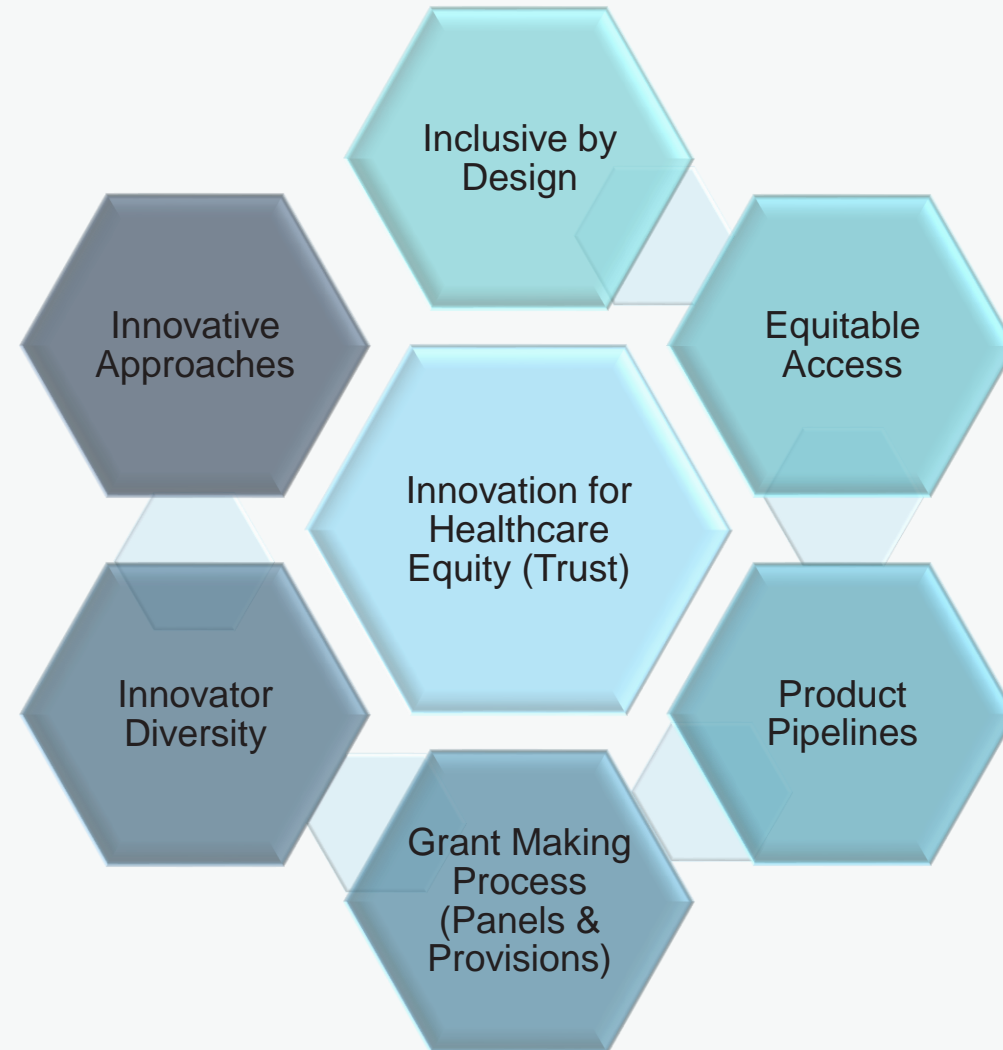 Inclusive by
Design
Innovative
Approaches
Equitable
Access
Innovation for
Healthcare
Equity (Trust)
Innovator
Diversity
Product
Pipelines
Grant Making
Process
(Panels &
Provisions)